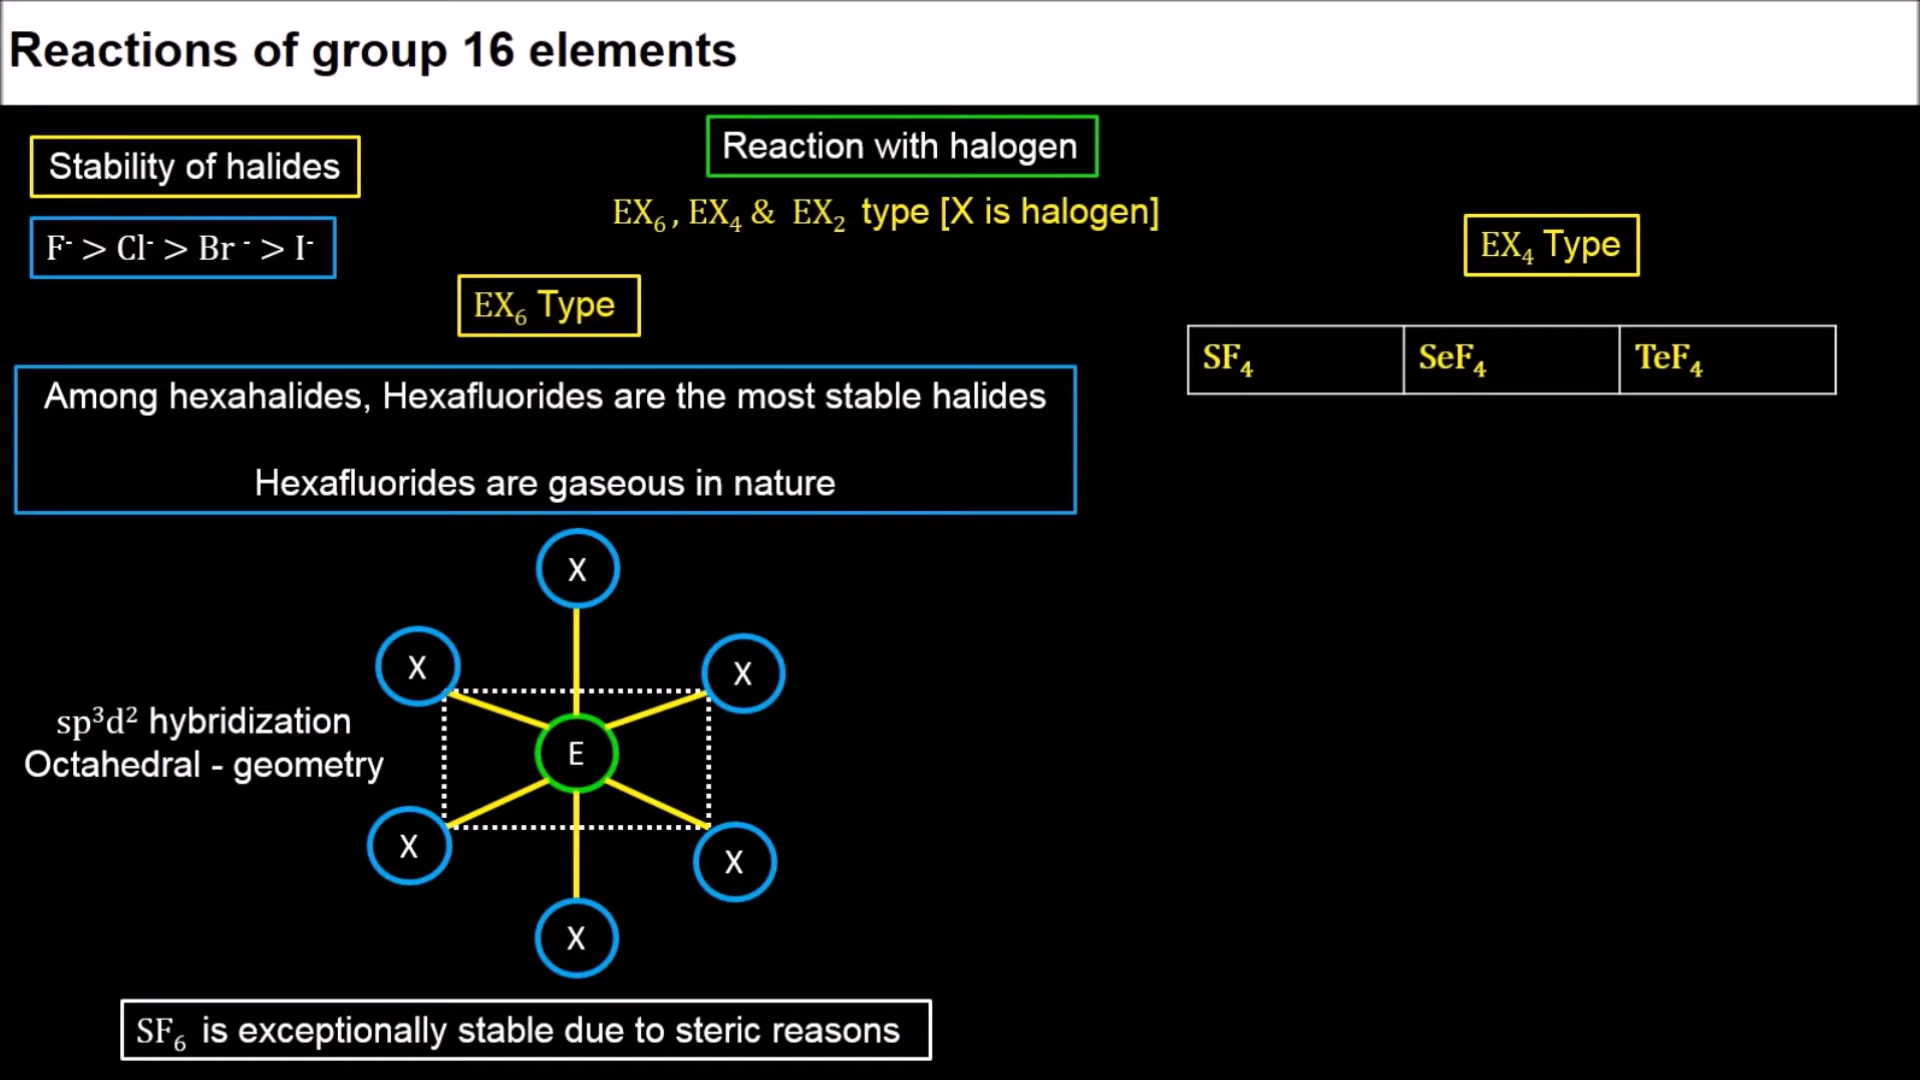 Reactions of group 16 elements
Stability of halides
F⁻ > Cl⁻ > Br ⁻ > I⁻
Reaction with halogen
EX₆ , EX₄ & EX₂ type [X is halogen]
EX₆ Type
Among hexahalides, Hexafluorides are the most stable halides
Hexafluorides are gaseous in nature
X
X
X
sp³d² hybridization
Octahedral - geometry
E
X
X
X
SF₆ is exceptionally stable due to steric reasons
EX₄ Type
SF₄ SeF₄ TeF₄